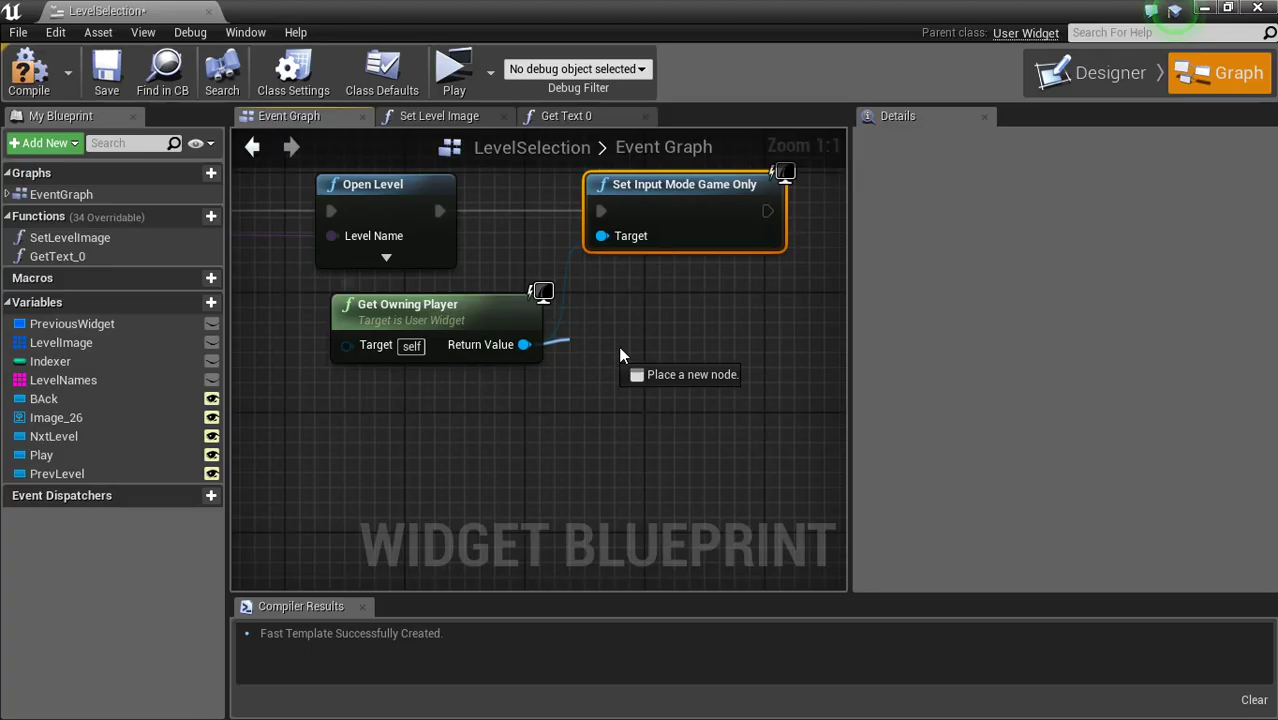 LevelSelection*
File Edit Asset View Debug Window Help
Parent class: User Widget Search For Help
Compile Save Find in CB Search Class Settings Class Defaults Play
No debug object selected
Debug Filter
Designer Graph
My Blueprint
Event Graph Set Level Image Get Text 0
Details
Add New Search
LevelSelection > Event Graph
Zoom 1:1
Graphs
EventGraph
Functions (34 Overridable)
SetLevelImage
GetText_0
Macros
Variables
PreviousWidget
LevelImage
Indexer
LevelNames
BAck
Image_26
NxtLevel
Play
PrevLevel
Event Dispatchers
Open Level
Level Name
Set Input Mode Game Only
Target
Get Owning Player
Target is User Widget
Target self Return Value
Place a new node.
WIDGET BLUEPRINT
Compiler Results
Fast Template Successfully Created.
Clear